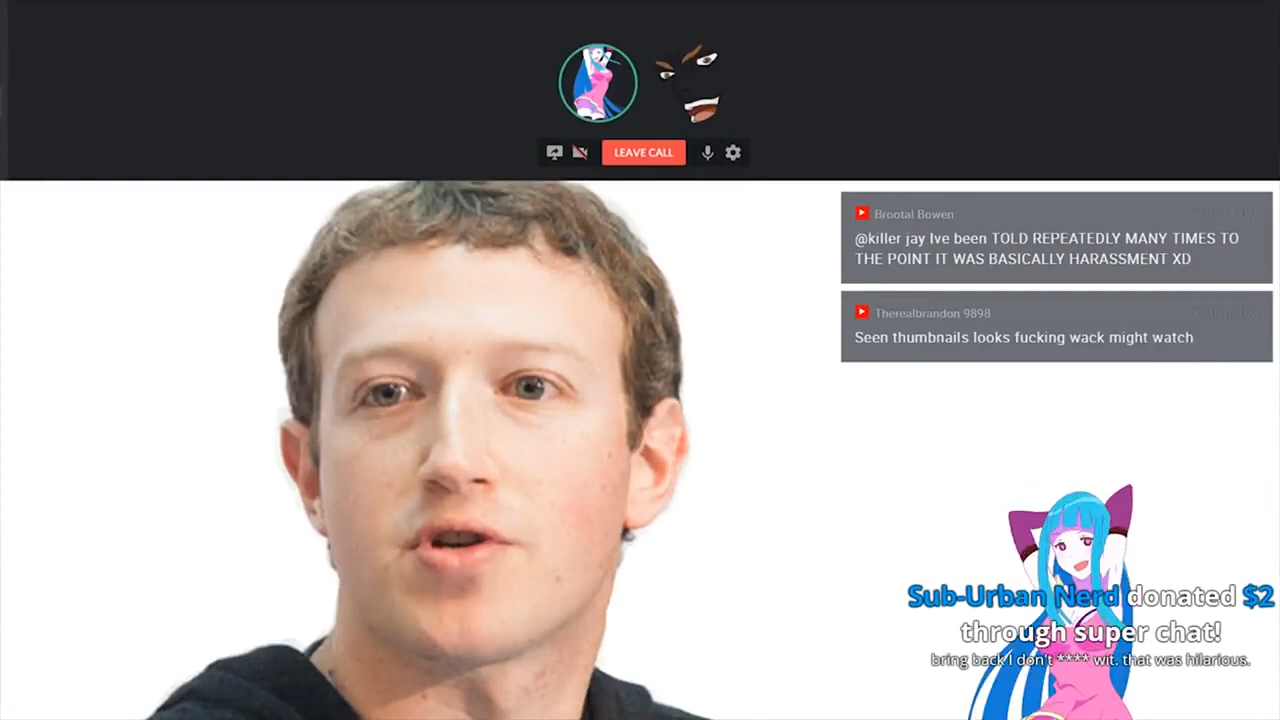 LEAVE CALL
Brootal Bowen
@killer jay Ive been TOLD REPEATEDLY MANY TIMES TO
THE POINT IT WAS BASICALLY HARASSMENT XD
Therealbrandon 9898
Seen thumbnails looks fucking wack might watch
Sub-Urban Nerd donated $2
through super chat!
bring back I don't **** wit. that was hilarious.